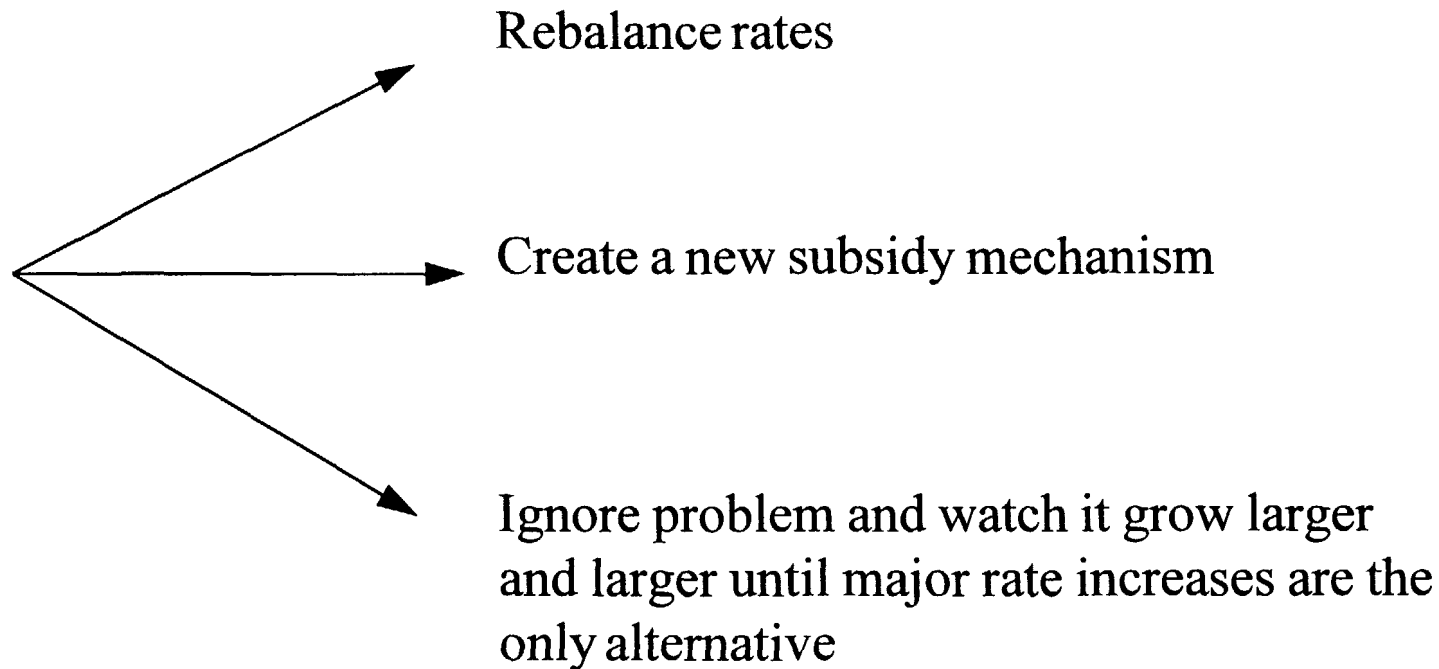 Rebalance rates
Create a new subsidy mechanism
Ignore problem and watch it grow larger
and larger until major rate increases are the
only alternative